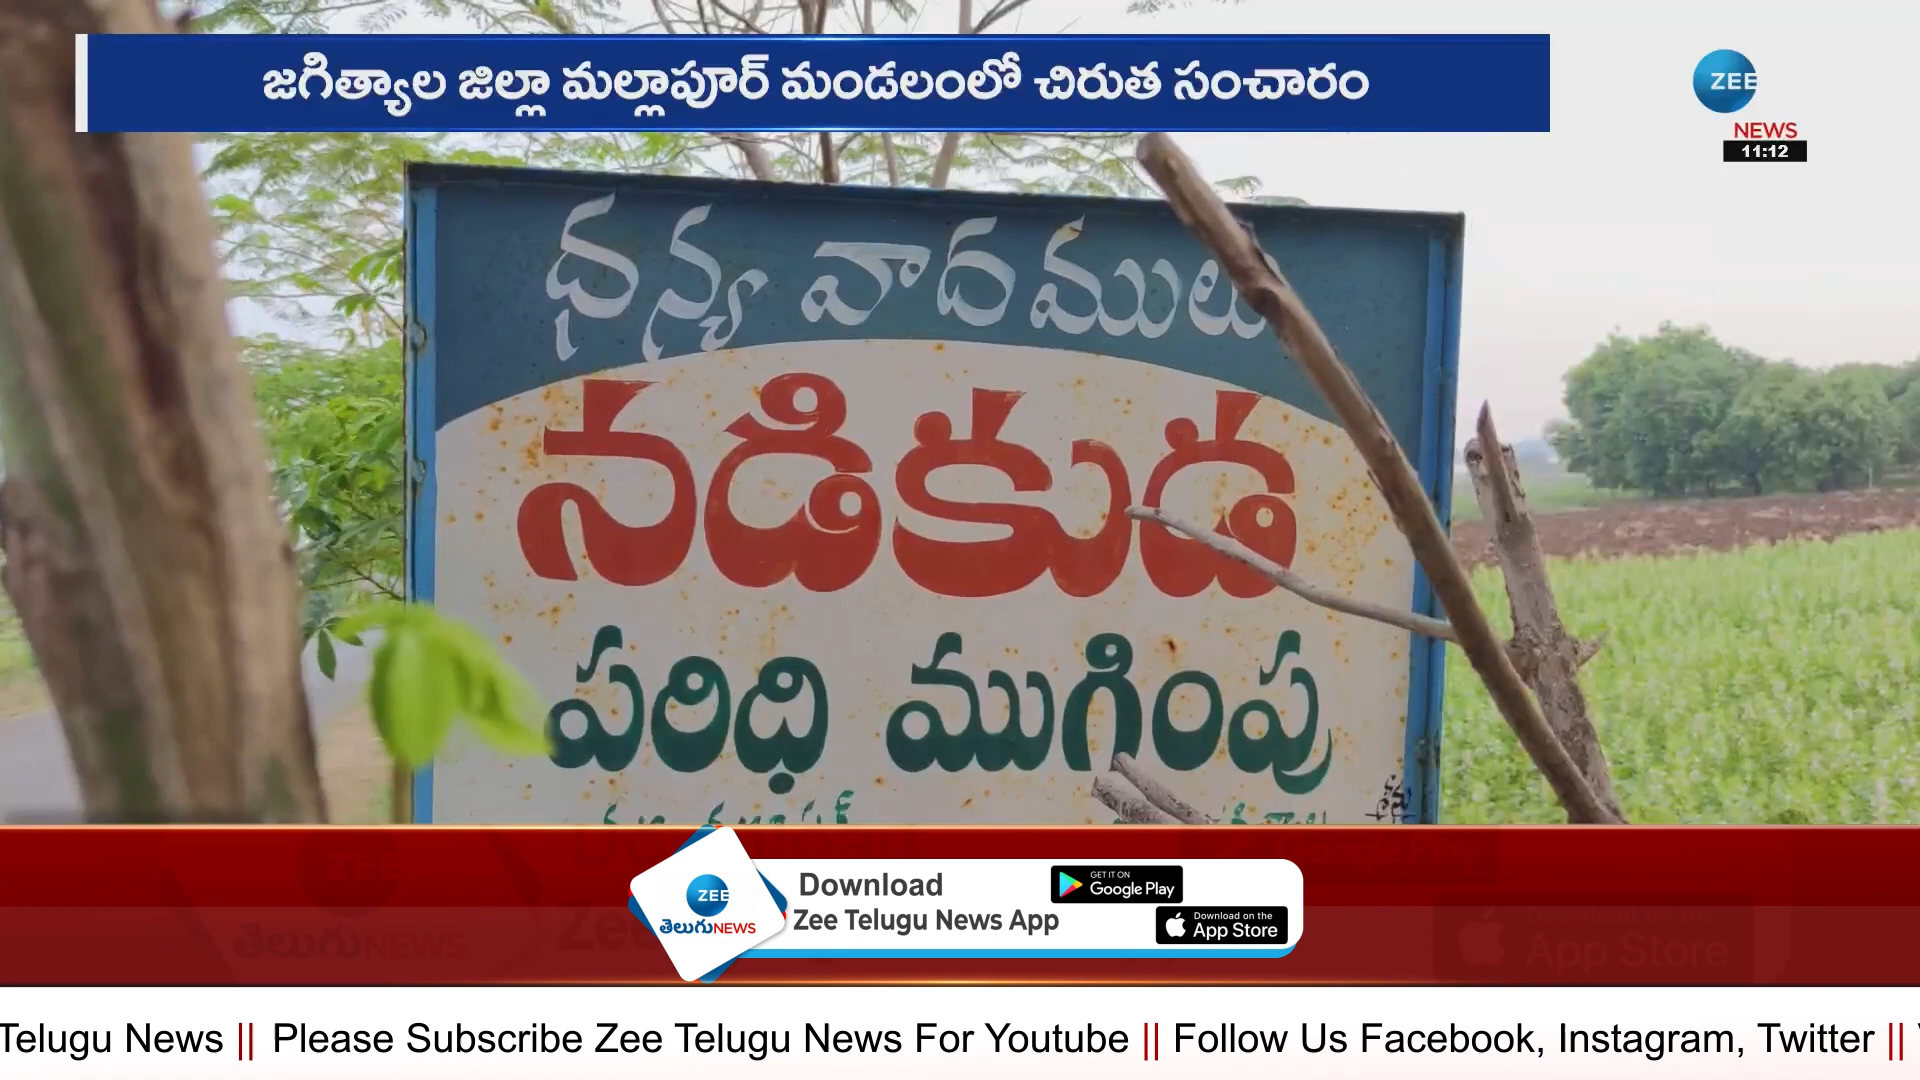 జగిత్యాల జిల్లా మల్లాపూర్ మండలంలో చిరుత సంచారం
ZEE
NEWS
11:12
ధన్య వాదములు
నడికుడ
పరిధి ముగింపు
Download
Zee Telugu News App
GET IT ON
Google Play
Download on the
App Store
ZEE
తెలుగు NEWS
Telugu News || Please Subscribe Zee Telugu News For Youtube || Follow Us Facebook, Instagram, Twitter ||